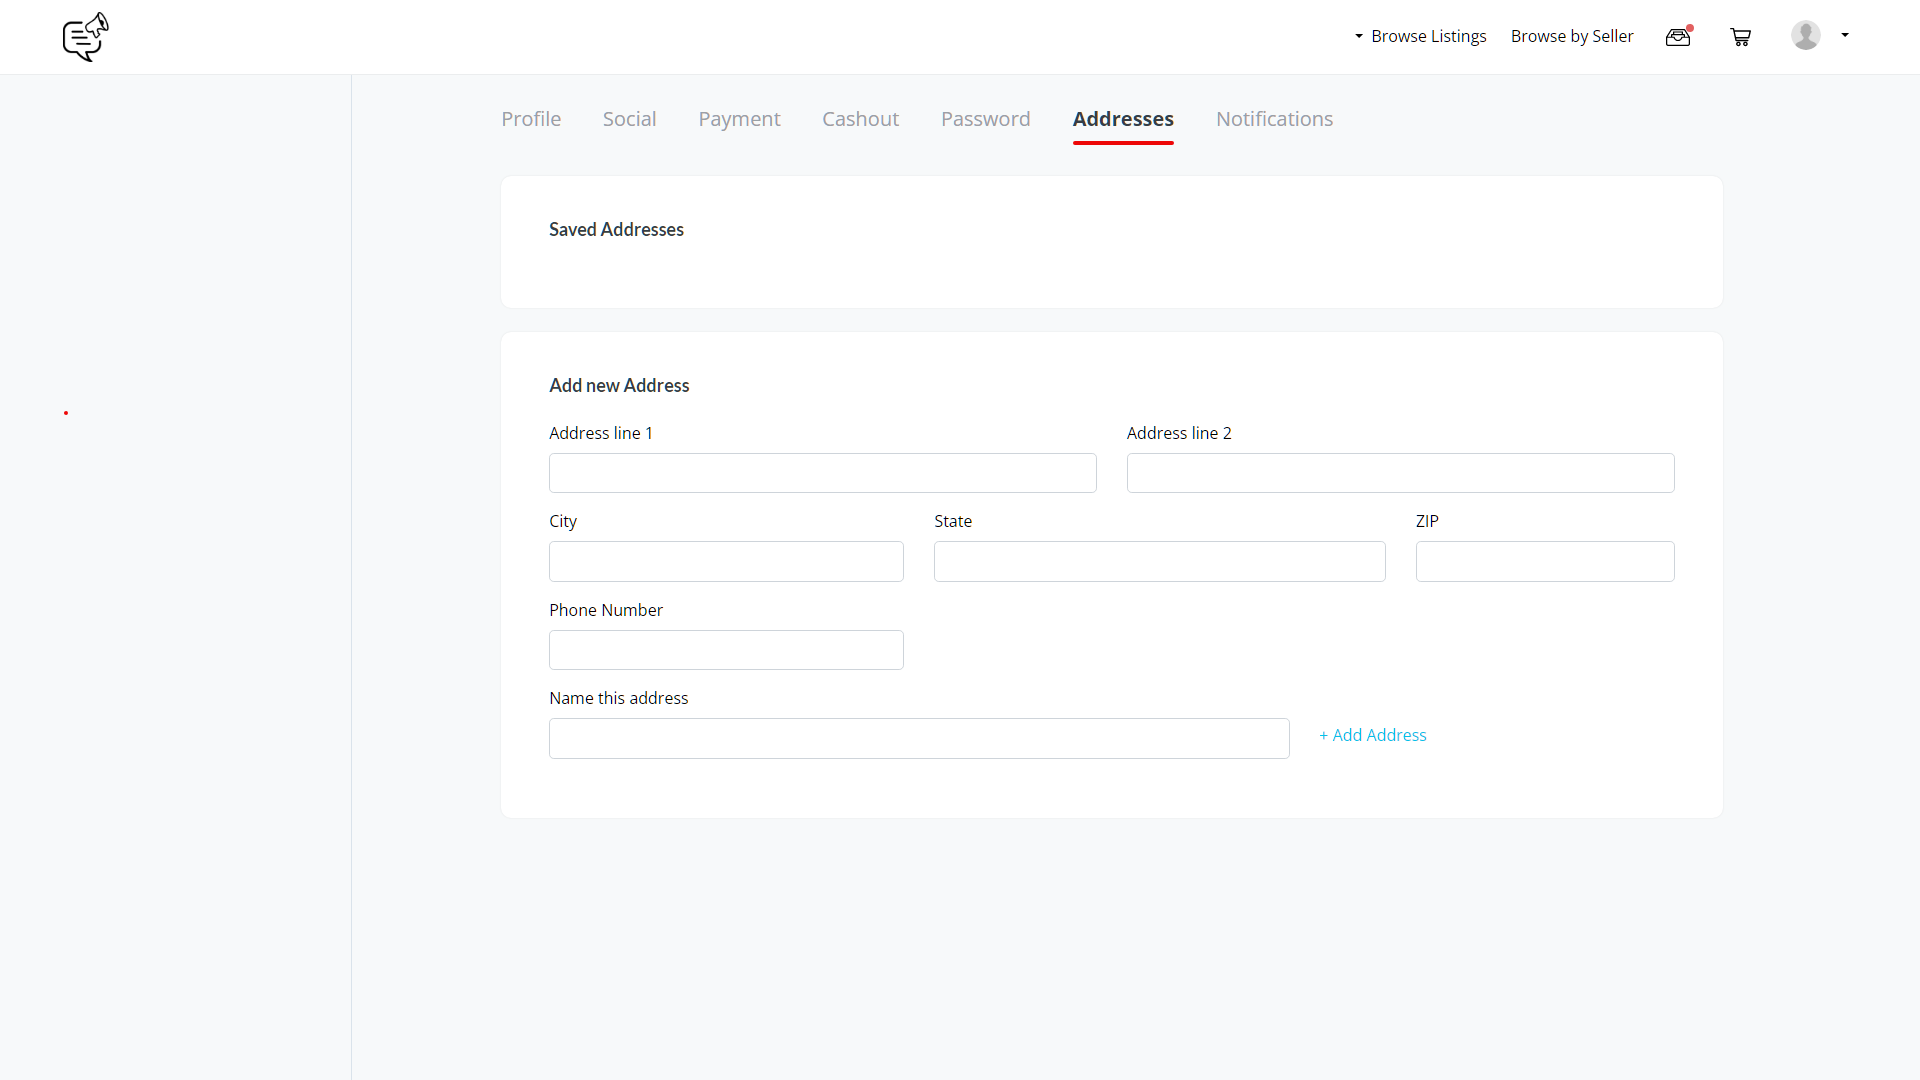 Browse Listings Browse by Seller
Profile Social Payment Cashout Password Addresses Notifications
Saved Addresses
Add new Address
Address line 1 Address line 2
City State ZIP
Phone Number
Name this address
+ Add Address